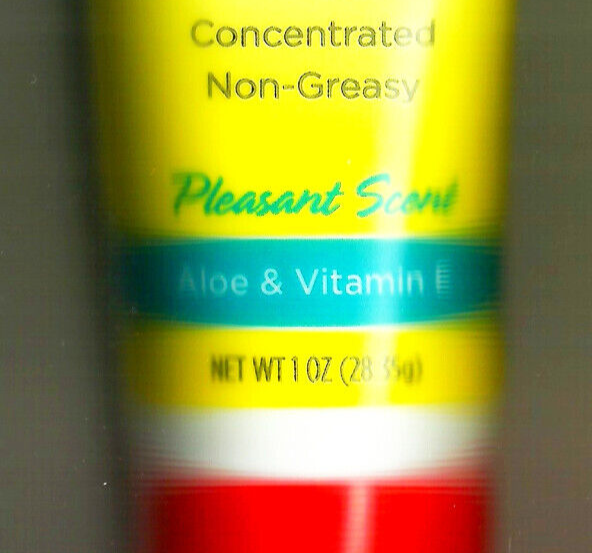 Concentrated
Non-Greasy
Pleasant Scent
Aloe & Vitamin E
NET WT 1 OZ (28.35g)